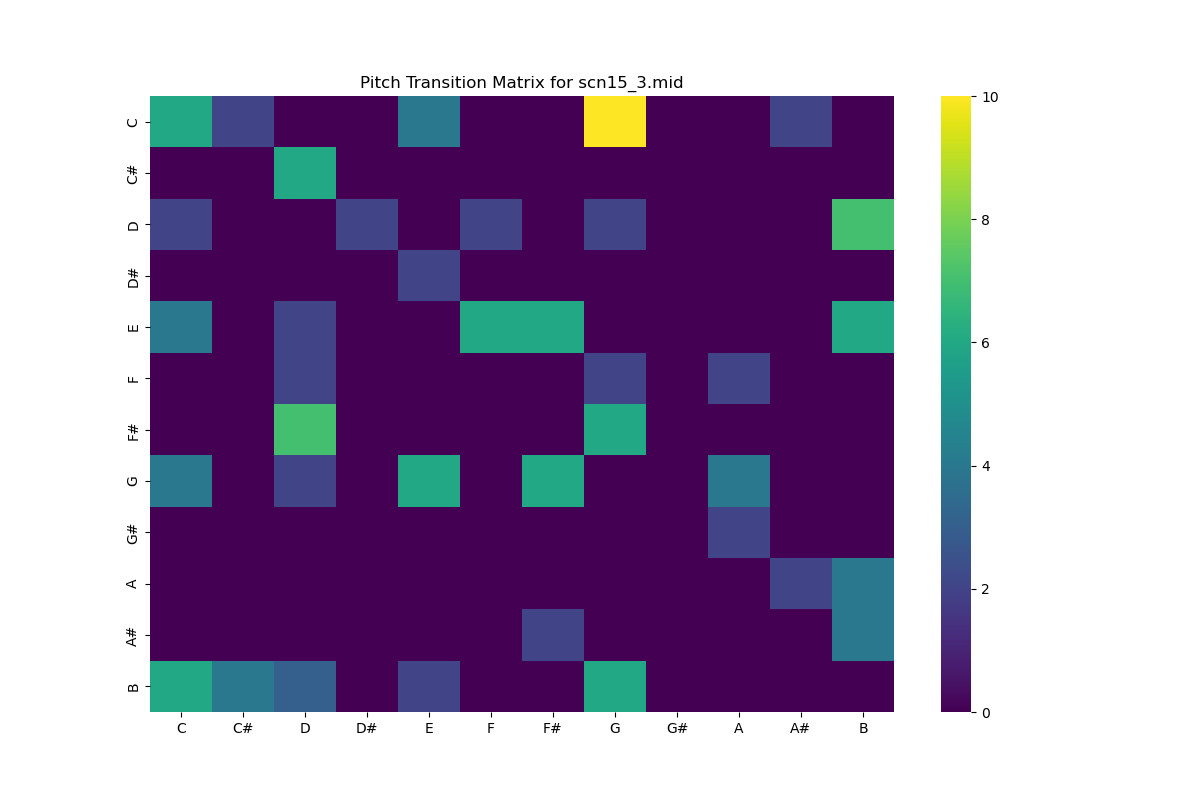 Pitch Transition Matrix for scn15_3.mid
C
C#
D
D#
E
F
F#
G
G#
A
A#
B
C C# D D# E F F# G G# A A# B
10
8
6
4
2
0